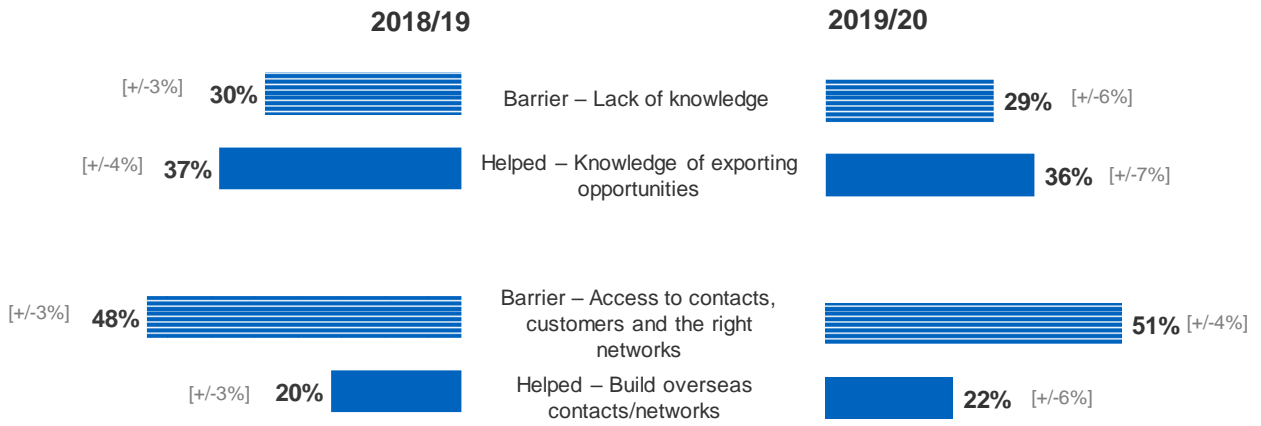 2018/19
2019/20
[+/-3%] 30% Barrier – Lack of knowledge 29% [+/-6%]
[+/-4%] 37% Helped – Knowledge of exporting
opportunities 36% [+/-7%]
[+/-3%] 48% Barrier – Access to contacts,
customers and the right
networks 51% [+/-4%]
[+/-3%] 20% Helped – Build overseas
contacts/networks 22% [+/-6%]